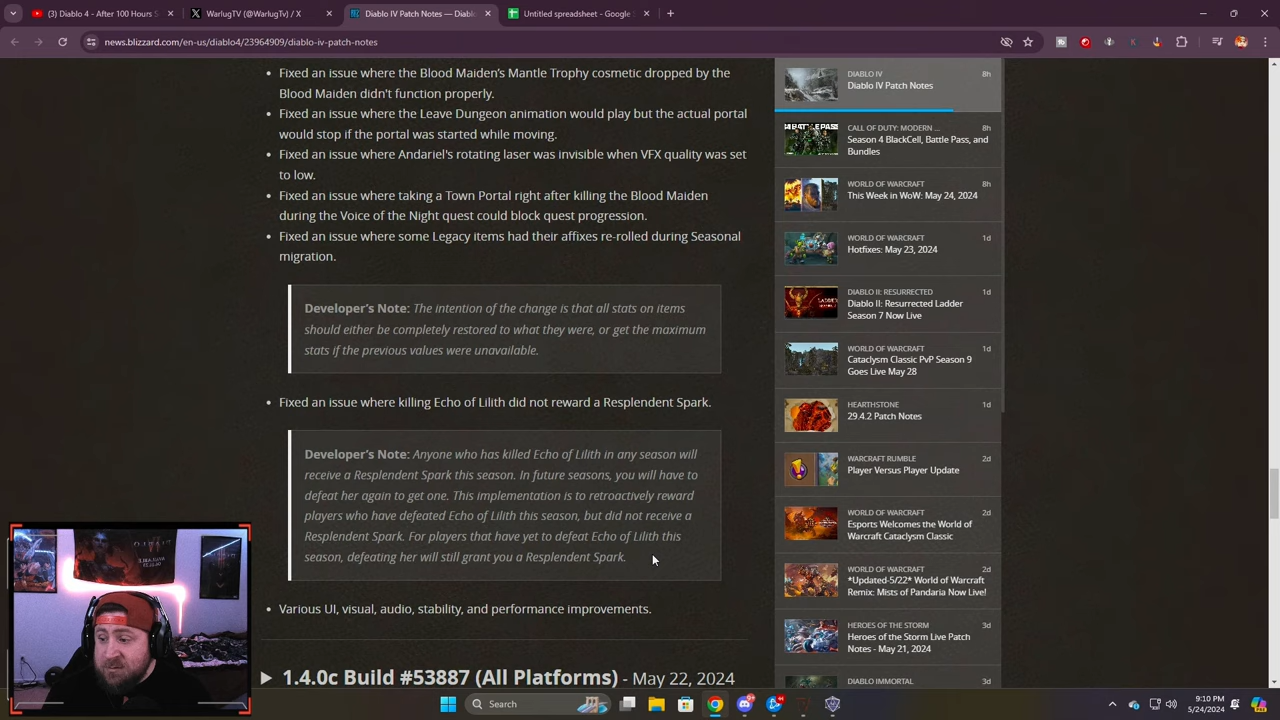 (3) Diablo 4 - After 100 Hours S
WarlugTV (@WarlugTv) / X
Diablo IV Patch Notes — Diablo
Untitled spreadsheet - Google S
news.blizzard.com/en-us/diablo4/23964909/diablo-iv-patch-notes
• Fixed an issue where the Blood Maiden's Mantle Trophy cosmetic dropped by the
Blood Maiden didn't function properly.
• Fixed an issue where the Leave Dungeon animation would play but the actual portal
would stop if the portal was started while moving.
• Fixed an issue where Andariel's rotating laser was invisible when VFX quality was set
to low.
• Fixed an issue where taking a Town Portal right after killing the Blood Maiden
during the Voice of the Night quest could block quest progression.
• Fixed an issue where some Legacy items had their affixes re-rolled during Seasonal
migration.
Developer's Note: The intention of the change is that all stats on items
should either be completely restored to what they were, or get the maximum
stats if the previous values were unavailable.
• Fixed an issue where killing Echo of Lilith did not reward a Resplendent Spark.
Developer's Note: Anyone who has killed Echo of Lilith in any season will
receive a Resplendent Spark this season. In future seasons, you will have to
defeat her again to get one. This implementation is to retroactively reward
players who have defeated Echo of Lilith this season, but did not receive a
Resplendent Spark. For players that have yet to defeat Echo of Lilith this
season, defeating her will still grant you a Resplendent Spark.
• Various UI, visual, audio, stability, and performance improvements.
1.4.0c Build #53887 (All Platforms) - May 22, 2024
DIABLO IV 8h
Diablo IV Patch Notes
CALL OF DUTY: MODERN ... 8h
Season 4 BlackCell, Battle Pass, and
Bundles
WORLD OF WARCRAFT 8h
This Week in WoW: May 24, 2024
WORLD OF WARCRAFT 1d
Hotfixes: May 23, 2024
DIABLO II: RESURRECTED 1d
Diablo II: Resurrected Ladder
Season 7 Now Live
WORLD OF WARCRAFT 1d
Cataclysm Classic PvP Season 9
Goes Live May 28
HEARTHSTONE 1d
29.4.2 Patch Notes
WARCRAFT RUMBLE 2d
Player Versus Player Update
WORLD OF WARCRAFT 2d
Esports Welcomes the World of
Warcraft Cataclysm Classic
WORLD OF WARCRAFT 2d
*Updated-5/22* World of Warcraft
Remix: Mists of Pandaria Now Live!
HEROES OF THE STORM 3d
Heroes of the Storm Live Patch
Notes - May 21, 2024
DIABLO IMMORTAL 3d
Search
9:10 PM
5/24/2024